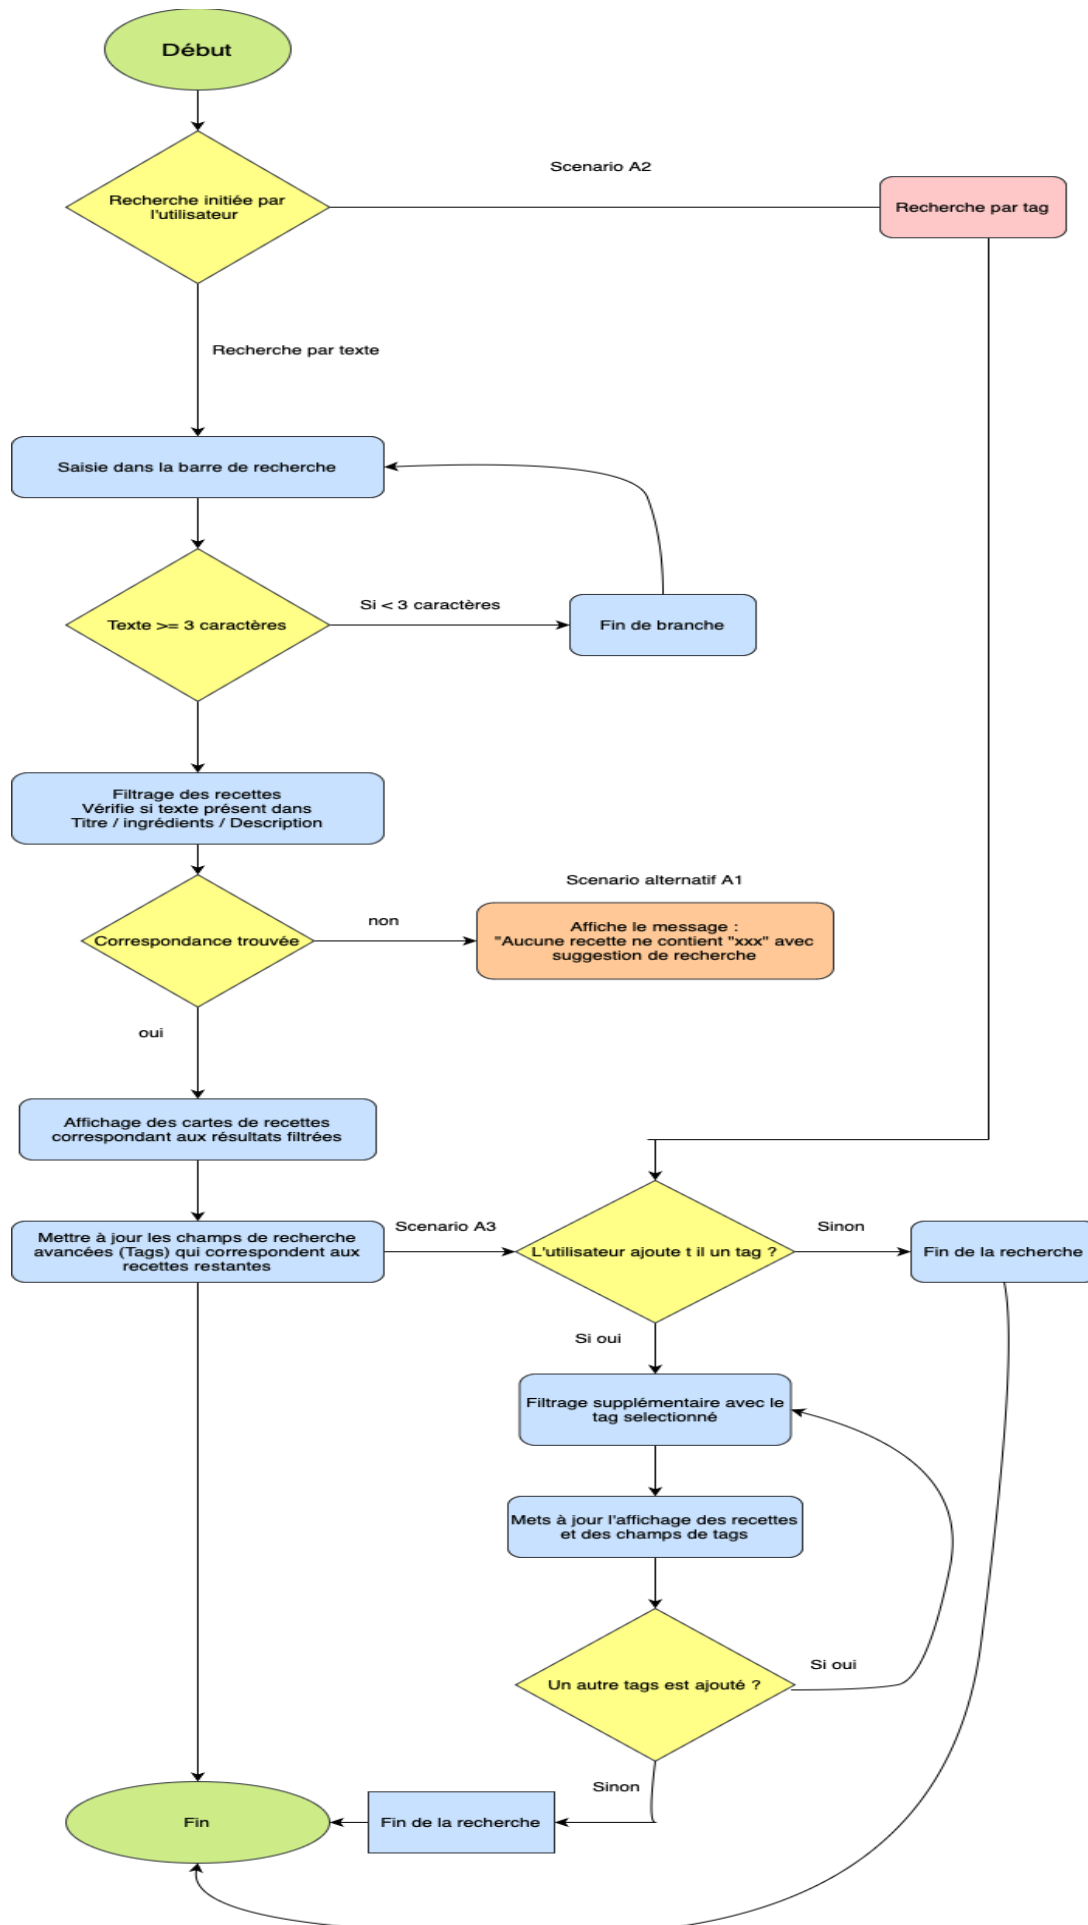 Début
Scenario A2
Recherche initiée par
l'utilisateur
Recherche par tag
Recherche par texte
Saisie dans la barre de recherche
Si < 3 caractères
Texte >= 3 caractères
Fin de branche
Filtrage des recettes
Vérifie si texte présent dans
Titre / ingrédients / Description
Scenario alternatif A1
Correspondance trouvée
non
Affiche le message :
"Aucune recette ne contient "xxx" avec
suggestion de recherche
oui
Affichage des cartes de recettes
correspondant aux résultats filtrées
Mettre à jour les champs de recherche
avancées (Tags) qui correspondent aux
recettes restantes
Scenario A3
L'utilisateur ajoute t il un tag ?
Sinon
Fin de la recherche
Si oui
Filtrage supplémentaire avec le
tag selectionné
Mets à jour l'affichage des recettes
et des champs de tags
Un autre tags est ajouté ?
Si oui
Sinon
Fin de la recherche
Fin